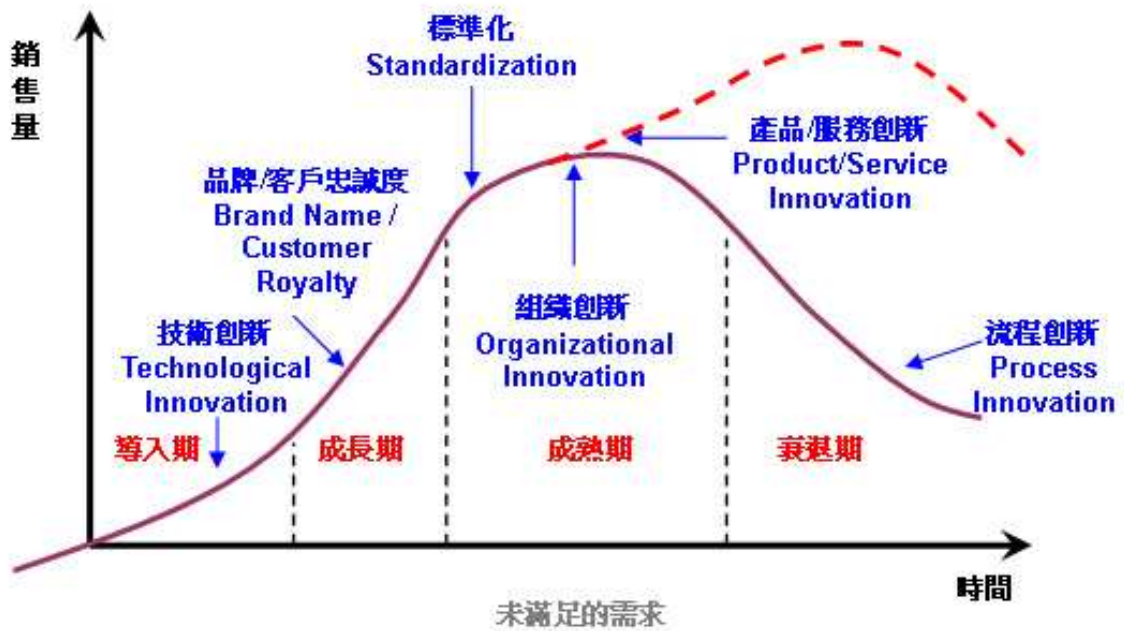 銷售量
標準化
Standardization
產品/服務創新
Product/Service
Innovation
品牌/客戶忠誠度
Brand Name /
Customer
Royalty
技術創新
Technological
Innovation
組織創新
Organizational
Innovation
流程創新
Process
Innovation
導入期
成長期
成熟期
衰退期
時間
未滿足的需求